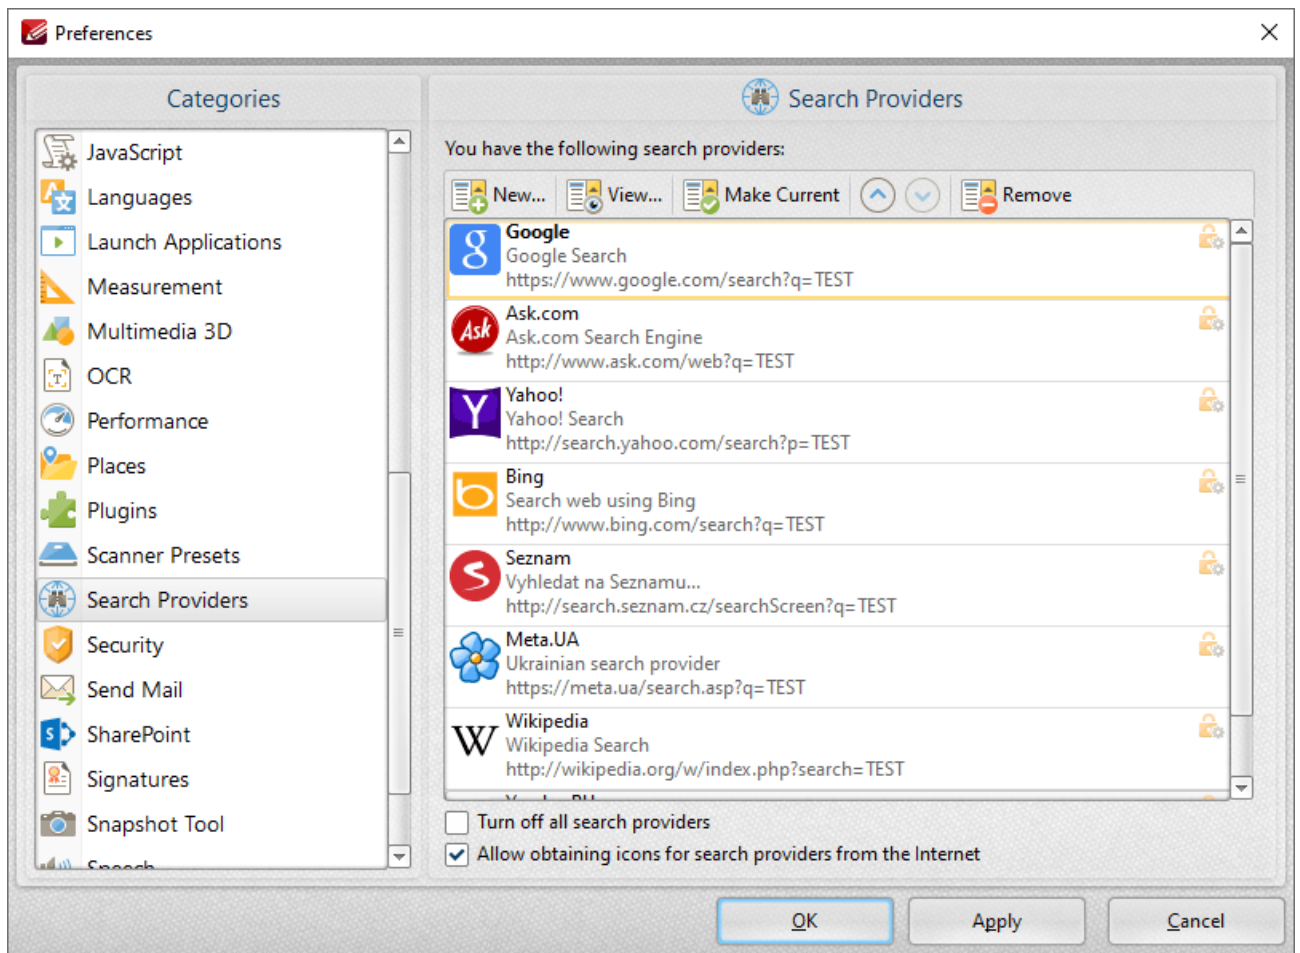 Preferences
Categories
JavaScript
Languages
Launch Applications
Measurement
Multimedia 3D
OCR
Performance
Places
Plugins
Scanner Presets
Search Providers
Security
Send Mail
SharePoint
Signatures
Snapshot Tool
Speech
Search Providers
You have the following search providers:
New... View... Make Current Remove
Google
Google Search
https://www.google.com/search?q=TEST
Ask
Ask.com
Ask.com Search Engine
http://www.ask.com/web?q=TEST
Yahoo!
Yahoo! Search
http://search.yahoo.com/search?p=TEST
Bing
Search web using Bing
http://www.bing.com/search?q=TEST
Seznam
Vyhledat na Seznamu...
http://search.seznam.cz/searchScreen?q=TEST
Meta.UA
Ukrainian search provider
https://meta.ua/search.asp?q=TEST
Wikipedia
Wikipedia Search
http://wikipedia.org/w/index.php?search=TEST
Turn off all search providers
Allow obtaining icons for search providers from the Internet
OK Apply Cancel